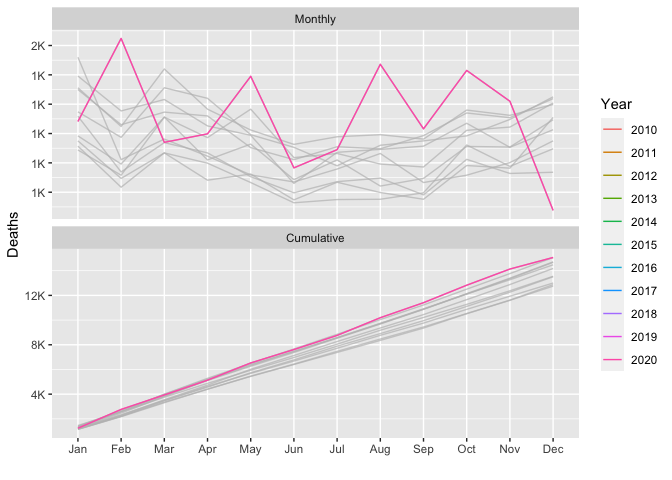 Monthly
2K
1K
1K
1K
1K
1K
Deaths
Cumulative
12K
8K
4K
Jan Feb Mar Apr May Jun Jul Aug Sep Oct Nov Dec
Year
2010
2011
2012
2013
2014
2015
2016
2017
2018
2019
2020